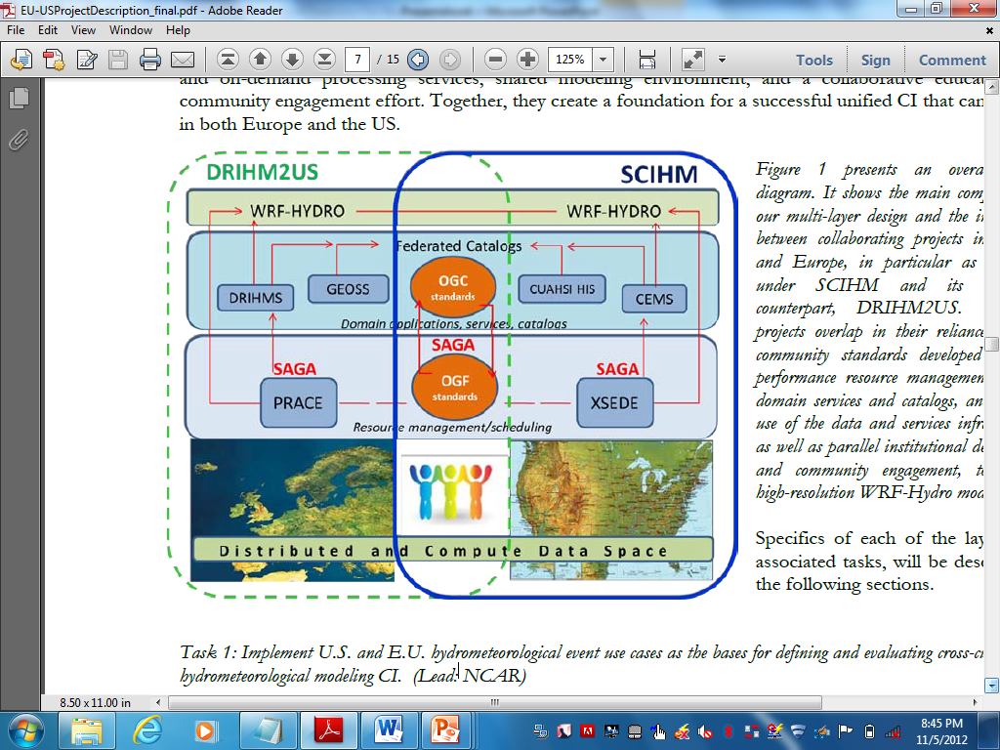 EU-USProjectDescription_final.pdf - Adobe Reader
File Edit View Window Help
7 / 15 125% Tools Sign Comment
and on-demand processing services, shared modeling environment, and a collaborative educat
community engagement effort. Together, they create a foundation for a successful unified CI that can
in both Europe and the US.
DRIHM2US SCIHM
WRF-HYDRO WRF-HYDRO
Federated Catalogs
DRIHMS GEOSS OGC standards CUAHSI HIS CEMS
Domain applications, services, catalogs
SAGA SAGA SAGA
PRACE OGF standards XSEDE
Resource management/scheduling
Distributed and Compute Data Space
Figure 1 presents an overa
diagram. It shows the main com
our multi-layer design and the i
between collaborating projects i
and Europe, in particular as
under SCIHM and its
counterpart, DRIHM2US.
projects overlap in their reliance
community standards developed
performance resource managemen
domain services and catalogs, an
use of the data and services infr
as well as parallel institutional d
and community engagement, t
high-resolution WRF-Hydro mod
Specifics of each of the lay
associated tasks, will be des
the following sections.
Task 1: Implement U.S. and E.U. hydrometeorological event use cases as the bases for defining and evaluating cross-c
hydrometeorological modeling CI. (Lead: NCAR)
8.50 x 11.00 in
8:45 PM
11/5/2012